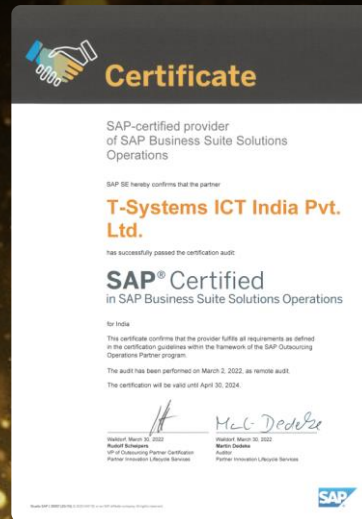 Certificate
SAP-certified provider
of SAP Business Suite Solutions
Operations
SAP SE hereby confirms that the partner
T-Systems ICT India Pvt.
Ltd.
has successfully passed the certification audit
SAP® Certified
in SAP Business Suite Solutions Operations
for India
This certificate confirms that the provider fulfills all requirements as defined
in the certification guidelines within the framework of the SAP Outsourcing
Operations Partner program.
The audit has been performed on March 2, 2022, as remote audit.
The certification will be valid until April 30, 2024.
Walldorf, March 30, 2022
Rudolf Scheipers
VP of Outsourcing Partner Certification
Partner Innovation Lifecycle Services
Walldorf, March 30, 2022
Martin Dedeke
Auditor
Partner Innovation Lifecycle Services
SAP